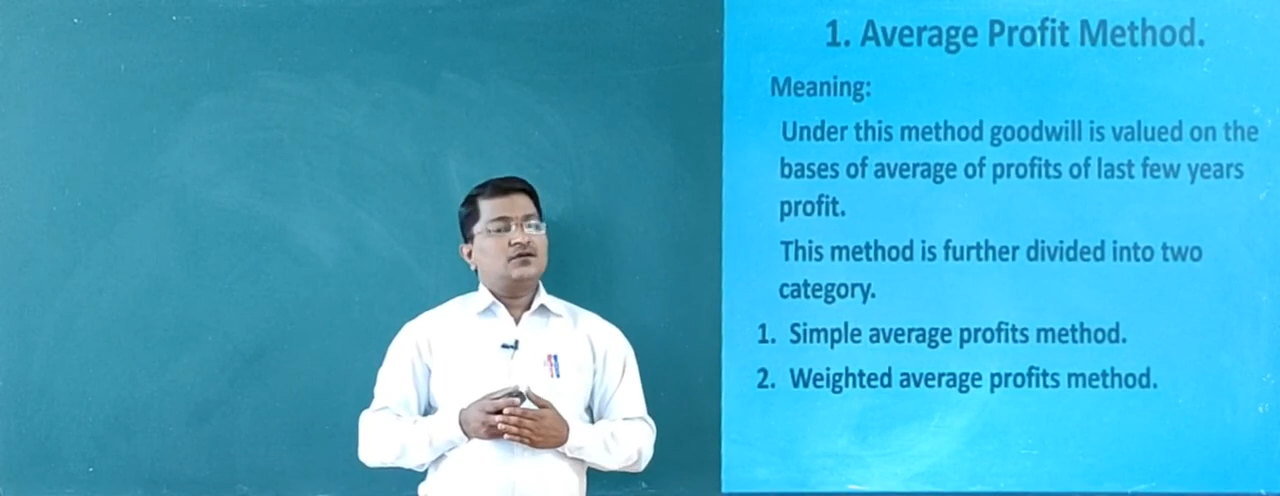 1. Average Profit Method.
Meaning:
Under this method goodwill is valued on the
bases of average of profits of last few years
profit.
This method is further divided into two
category.
1. Simple average profits method.
2. Weighted average profits method.